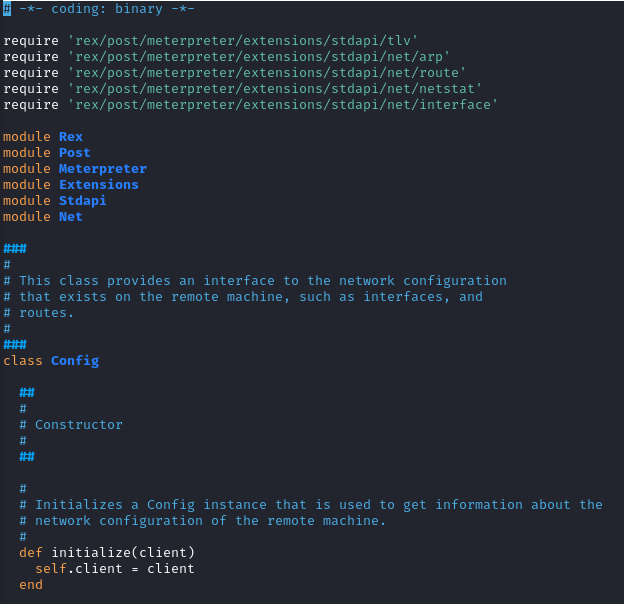 # -*- coding: binary -*-
require 'rex/post/meterpreter/extensions/stdapi/tlv'
require 'rex/post/meterpreter/extensions/stdapi/net/arp'
require 'rex/post/meterpreter/extensions/stdapi/net/route'
require 'rex/post/meterpreter/extensions/stdapi/net/netstat'
require 'rex/post/meterpreter/extensions/stdapi/net/interface'
module Rex
module Post
module Meterpreter
module Extensions
module Stdapi
module Net
###
#
# This class provides an interface to the network configuration
# that exists on the remote machine, such as interfaces, and
# routes.
#
###
class Config
  ##
  #
  # Constructor
  #
  ##
  #
  # Initializes a Config instance that is used to get information about the
  # network configuration of the remote machine.
  #
  def initialize(client)
    self.client = client
  end